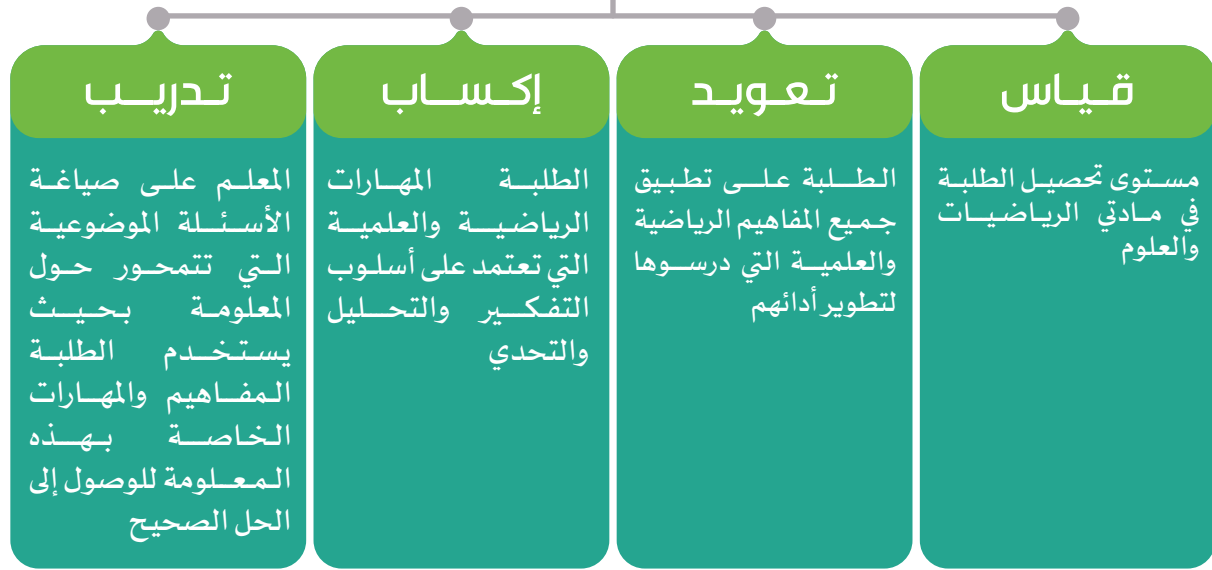 قياس
مستوى تحصيل الطلبة
في مادتي الرياضيات
والعلوم
تعويد
الطلبة على تطبيق
جميع المفاهيم الرياضية
والعلمية التي درسوها
لتطوير أدائهم
إكساب
الطلبة المهارات
الرياضية والعلمية
التي تعتمد على أسلوب
التفكير والتحليل
والتحدي
تدريب
المعلم على صياغة
الأسئلة الموضوعية
التي تتمحور حول
المعلومة بحيث
يستخدم الطلبة
المفاهيم والمهارات
الخاصة بهذه
المعلومة للوصول إلى
الحل الصحيح